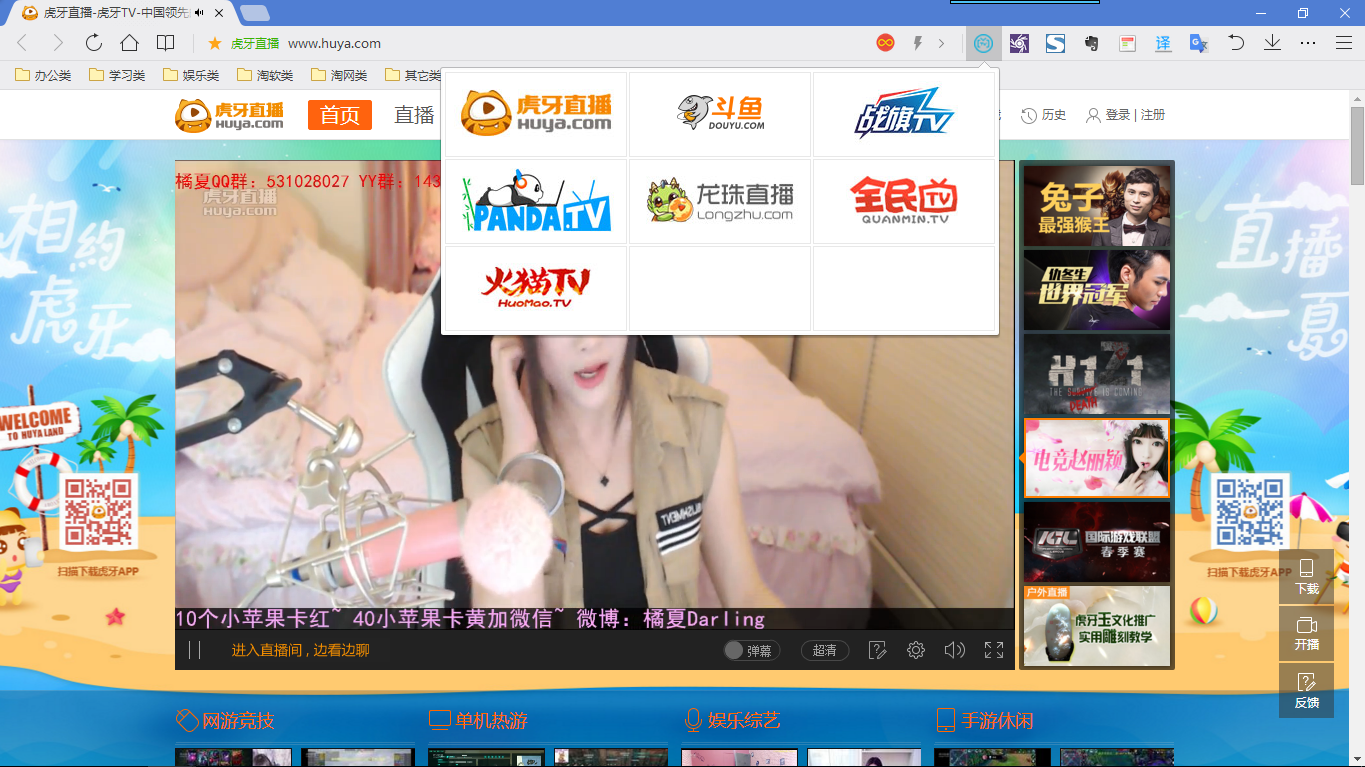 虎牙直播-虎牙TV-中国领先
虎牙直播 www.huya.com
译
办公类 学习类 娱乐类 淘软类 淘网类 其它类
虎牙直播
HUYA.com
首页 直播
历史 登录 | 注册
虎牙直播
HUYA.com
斗鱼
DOUYU.COM
战旗TV
PANDA.TV
龙珠直播
Longzhu.com
全民TV
QUANMIN.TV
火猫TV
HuoMao.TV
橘夏QQ群: 531028027 YY群: 143
虎牙直播
HUYA.com
兔子
最强猴王
仇冬生
世界冠军
H1Z1
DEATH
电竞赵丽颖
IGL 国际游戏联盟
春季赛
户外直播
虎牙王文化推广
实用雕刻教学
相約
虎牙
直播
一夏
WELCOME
TO HUYA LAND
扫描下载虎牙APP
扫描下载虎牙APP
下载
开播
反馈
10个小苹果卡红~ 40小苹果卡黄加微信~ 微博: 橘夏Darling
进入直播间 , 边看边聊
弹幕 超清
网游竞技 单机热游 娱乐综艺 手游休闲